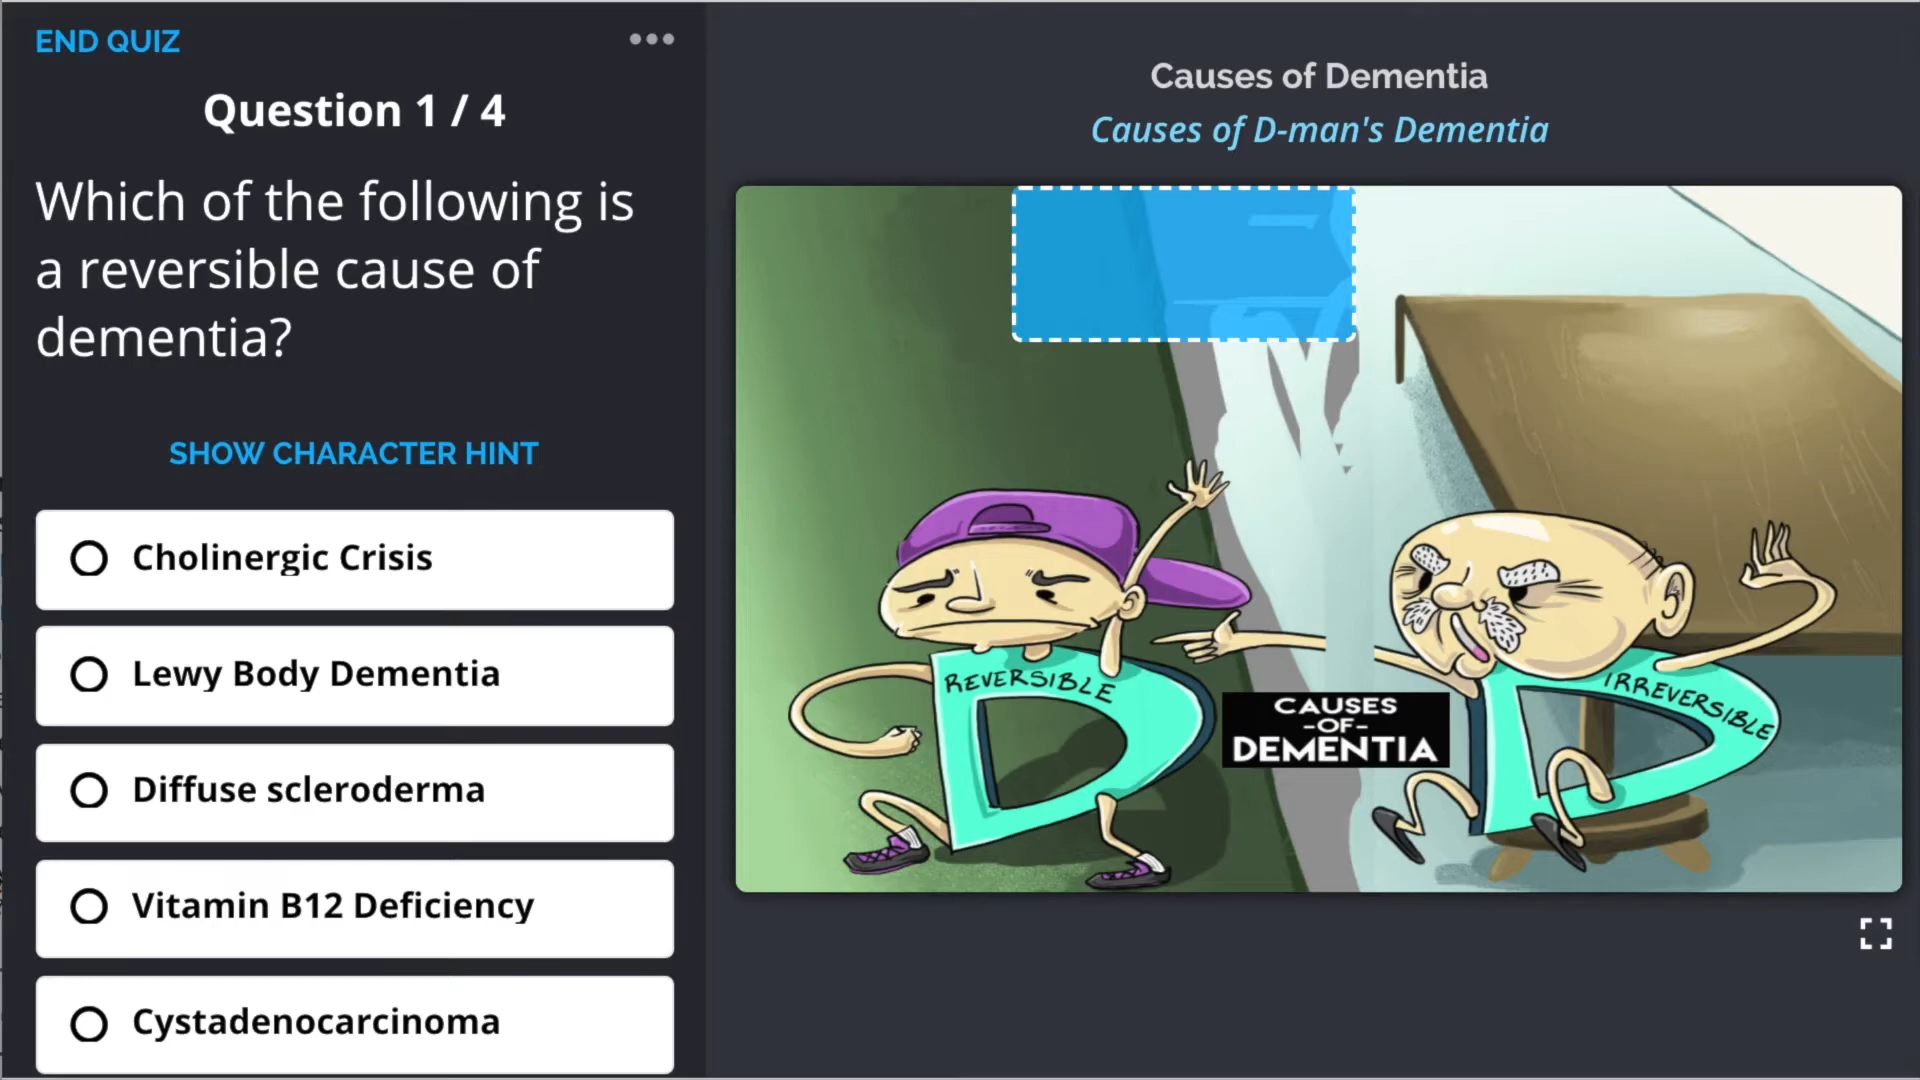 END QUIZ
Question 1 / 4
Which of the following is
a reversible cause of
dementia?
SHOW CHARACTER HINT
Cholinergic Crisis
Lewy Body Dementia
Diffuse scleroderma
Vitamin B12 Deficiency
Cystadenocarcinoma
Causes of Dementia
Causes of D-man's Dementia
REVERSIBLE
IRREVERSIBLE
CAUSES
-OF-
DEMENTIA